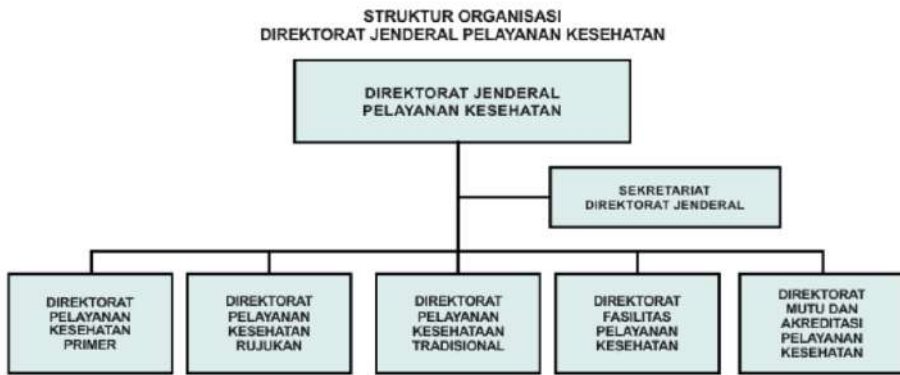 STRUKTUR ORGANISASI
DIREKTORAT JENDERAL PELAYANAN KESEHATAN
DIREKTORAT JENDERAL
PELAYANAN KESEHATAN
SEKRETARIAT
DIREKTORAT JENDERAL
DIREKTORAT
PELAYANAN
KESEHATAN
PRIMER
DIREKTORAT
PELAYANAN
KESEHATAN
RUJUKAN
DIREKTORAT
PELAYANAN
KESEHATAAN
TRADISIONAL
DIREKTORAT
FASILITAS
PELAYANAN
KESEHATAN
DIREKTORAT
MUTU DAN
AKREDITASI
PELAYANAN
KESEHATAN